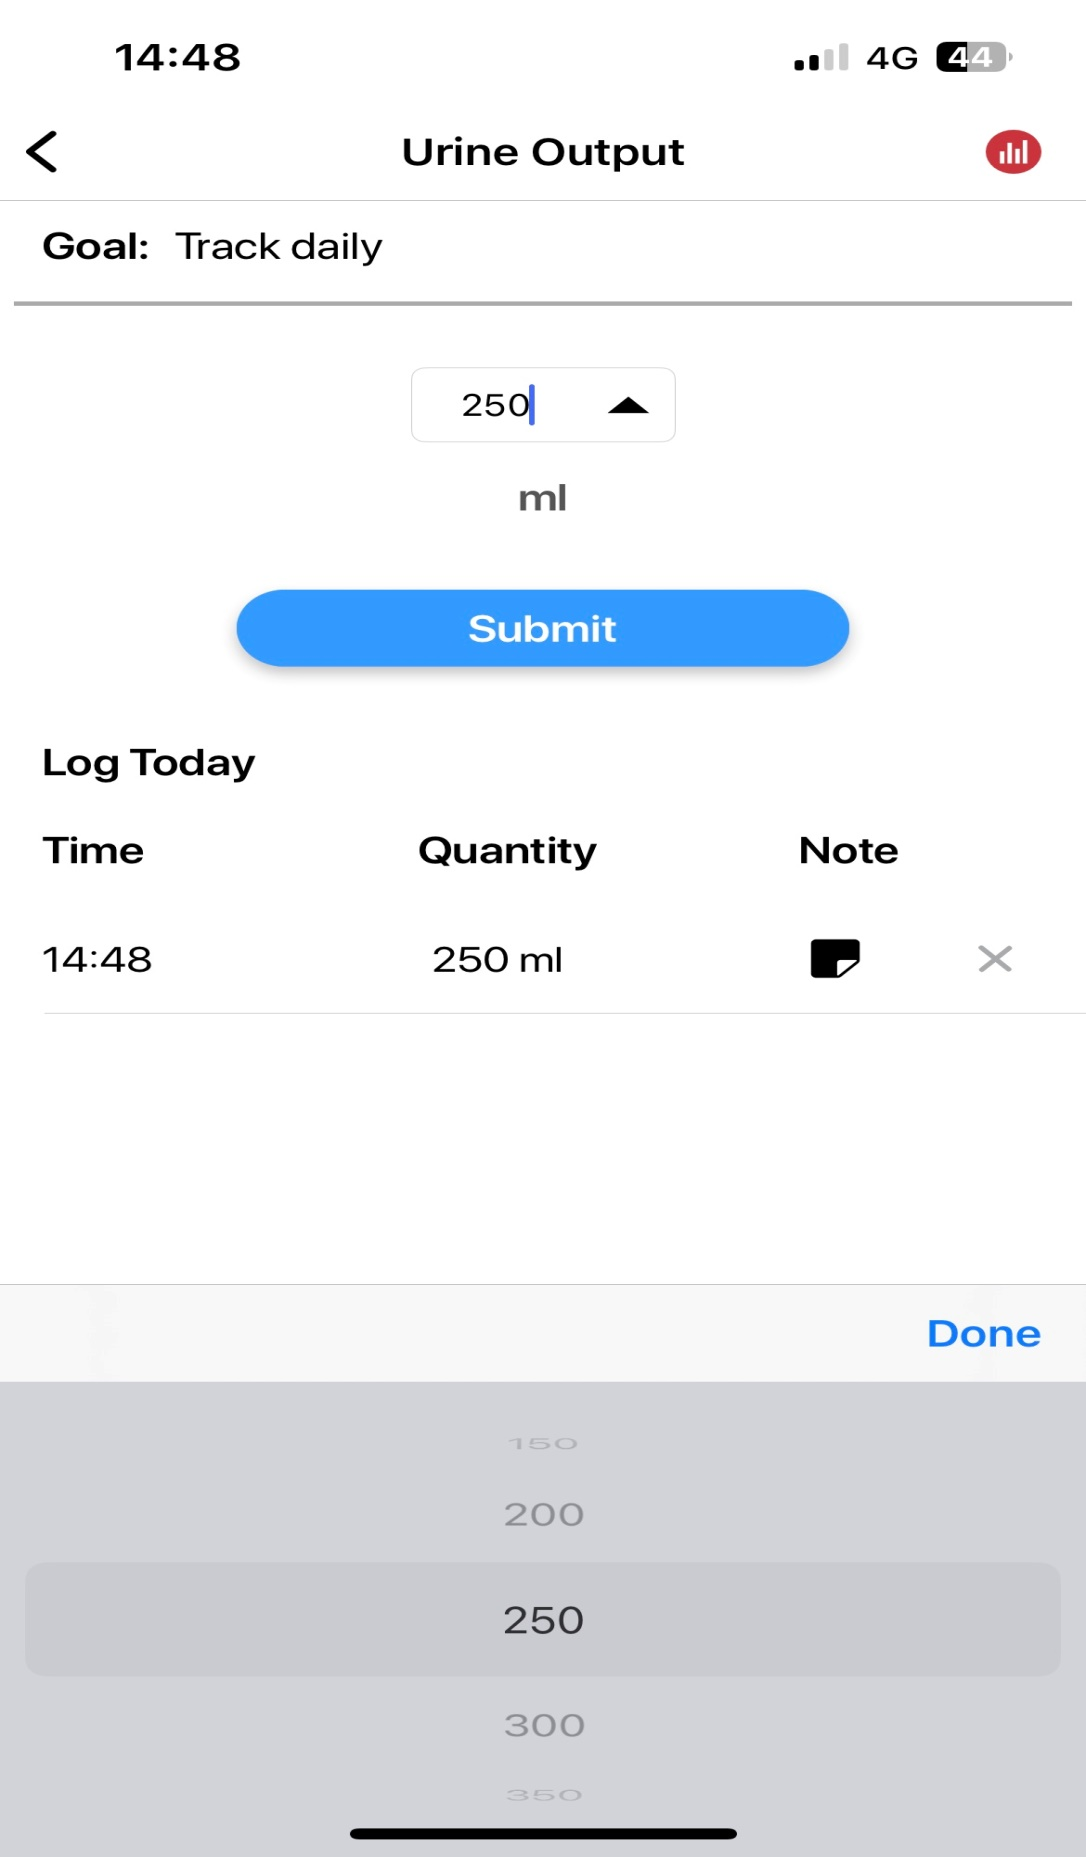 14:48 4G 44
Urine Output
Goal: Track daily
250
ml
Submit
Log Today
Time Quantity Note
14:48 250 ml
Done
150
200
250
300
350